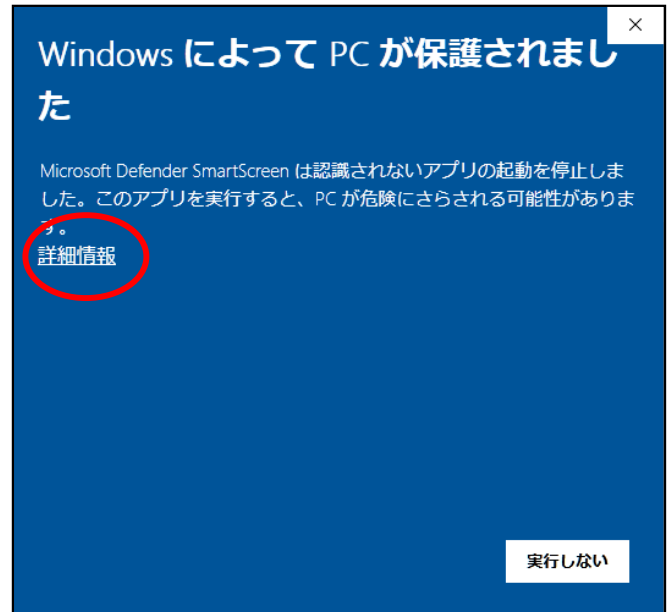 Windows によって PC が保護されまし
た
Microsoft Defender SmartScreen は認識されないアプリの起動を停止しま
した。このアプリを実行すると、PC が危険にさらされる可能性がありま
す。
詳細情報
実行しない